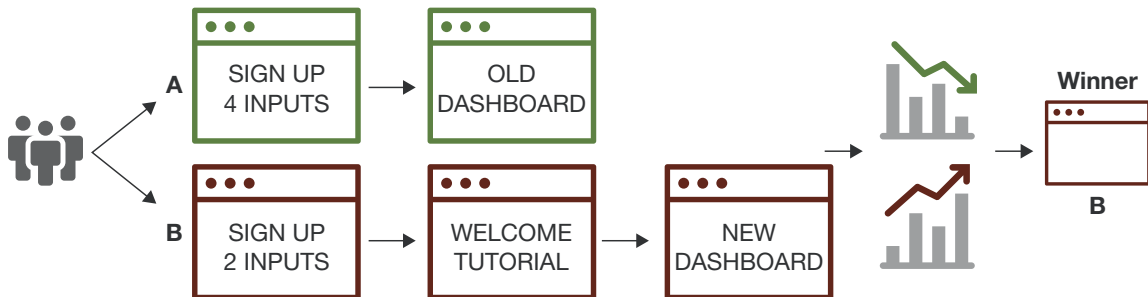 A
SIGN UP
4 INPUTS
OLD
DASHBOARD
B
SIGN UP
2 INPUTS
WELCOME
TUTORIAL
NEW
DASHBOARD
Winner
B